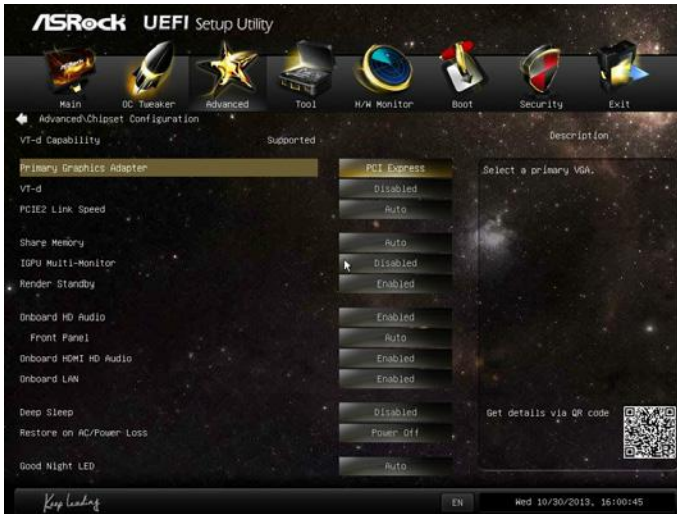 ASRock UEFI Setup Utility
Main OC Tweaker Advanced Tool H/W Monitor Boot Security Exit
Advanced\Chipset Configuration
VT-d Capability Supported
Description
Primary Graphics Adapter PCI Express
Select a primary VGA.
VT-d Disabled
PCIE2 Link Speed Auto
Share Memory Auto
IGPU Multi-Monitor Disabled
Render Standby Enabled
Onboard HD Audio Enabled
Front Panel Auto
Onboard HDMI HD Audio Enabled
Onboard LAN Enabled
Deep Sleep Disabled
Get details via QR code
Restore on AC/Power Loss Power Off
Good Night LED Auto
Keep Leading
EN Wed 10/30/2013, 16:00:45